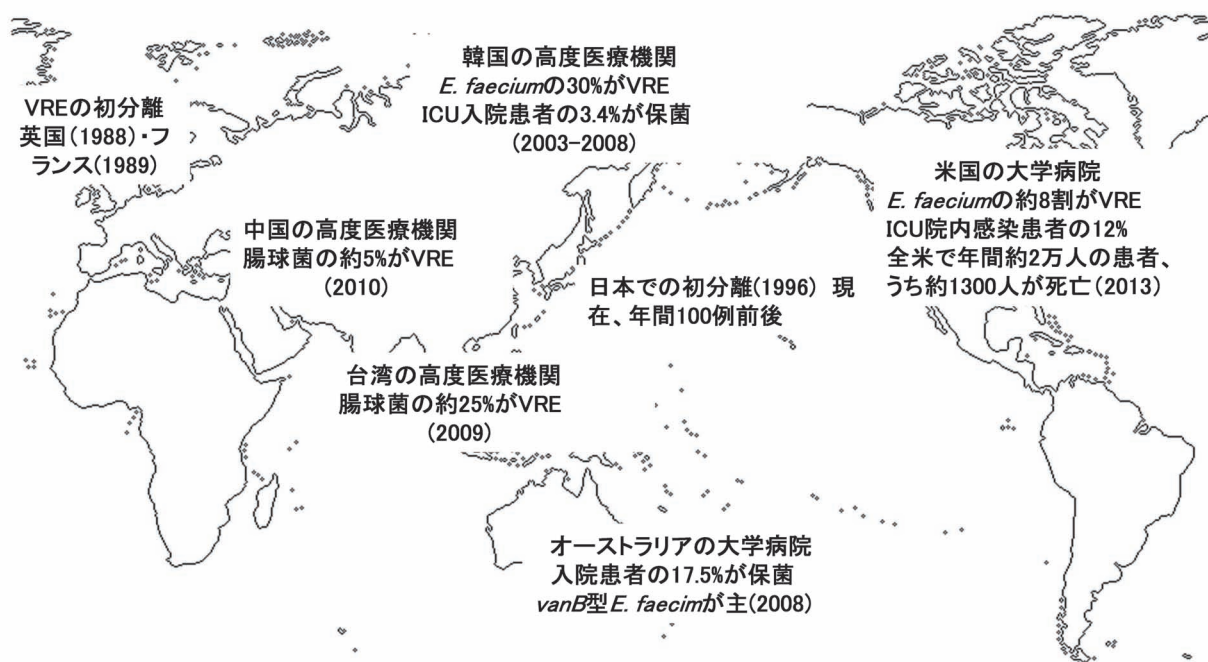 韓国の高度医療機関
E. faeciumの30%がVRE
ICU入院患者の3.4%が保菌
(2003-2008)
VREの初分離
英国(1988)・フ
ランス(1989)
米国の大学病院
E. faeciumの約8割がVRE
ICU院内感染患者の12%
全米で年間約2万人の患者、
うち約1300人が死亡(2013)
中国の高度医療機関
腸球菌の約5%がVRE
(2010)
日本での初分離(1996) 現
在、年間100例前後
台湾の高度医療機関
腸球菌の約25%がVRE
(2009)
オーストラリアの大学病院
入院患者の17.5%が保菌
vanB型E. faecimが主(2008)